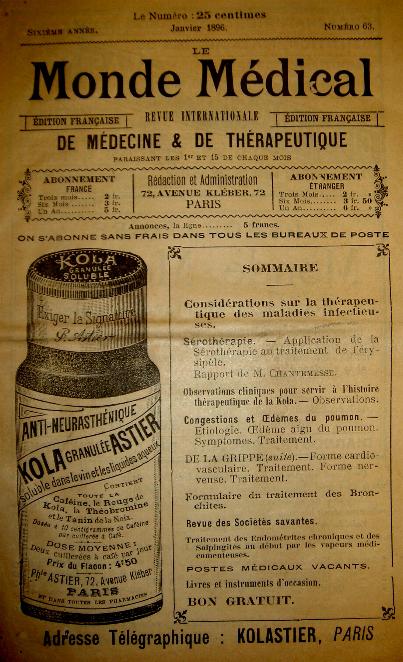 Le Numéro : 25 centimes
SIXIÈME ANNÉE.
Janvier 1896.
NUMÉRO 63.
LE
Monde Médical
ÉDITION FRANÇAISE
REVUE INTERNATIONALE
ÉDITION FRANÇAISE
DE MÉDECINE & DE THÉRAPEUTIQUE
PARAISSANT LES 1er ET 15 DE CHAQUE MOIS
ABONNEMENT
FRANCE
Trois mois..... 2 fr.
Six Mois..... 3 fr.
Un An..... 5 fr.
Rédaction et Administration
72, AVENUE KLÉBER, 72
PARIS
ABONNEMENT
ÉTRANGER
Trois Mois.... 2 fr. »
Six Mois..... 3 fr. 50
Un An..... 6 fr. »
Annonces, la ligne......... 5 francs.
ON S'ABONNE SANS FRAIS DANS TOUS LES BUREAUX DE POSTE
KOLA
GRANULÉE
SOLUBLE
Exiger la Signature
P. Astier
ANTI-NEURASTHÉNIQUE
KOLA GRANULÉE ASTIER
soluble dans le vin et les liquides aqueux
CONTIENT
TOUTE LA
Caféine, le Rouge de
Kola, la Théobromine
et le Tanin de la Noix.
Dosée à 10 centigrammes de Caféine
par cuillerée à Café.
DOSE MOYENNE :
Deux cuillerées à café par jour
Prix du Flacon : 4f50
Phie ASTIER, 72, Avenue Kléber
PARIS
ET DANS TOUTES LES PHARMACIES
SOMMAIRE
Considérations sur la thérapeu-
tique des maladies infectieu-
ses.
Sérothérapie. — Application de la
Sérothérapie au traitement de l'éry-
sipèle.
Rapport de M. CHANTEMESSE.
Observations cliniques pour servir à l'histoire
thérapeutique de la Kola. — Observations.
Congestions et Œdèmes du poumon. —
Etiologie. Œdème aigu du poumon.
Symptomes. Traitement.
DE LA GRIPPE (suite).— Forme cardio-
vasculaire. Traitement. Forme ner-
veuse. Traitement.
Formulaire du traitement des Bron-
chites.
Revue des Sociétés savantes.
Traitement des Endométrites chroniques et des
Salpingites au début par les vapeurs médi-
camenteuses.
POSTES MÉDICAUX VACANTS.
Livres et instruments d'occasion.
BON GRATUIT.
Adresse Télégraphique : KOLASTIER, PARIS